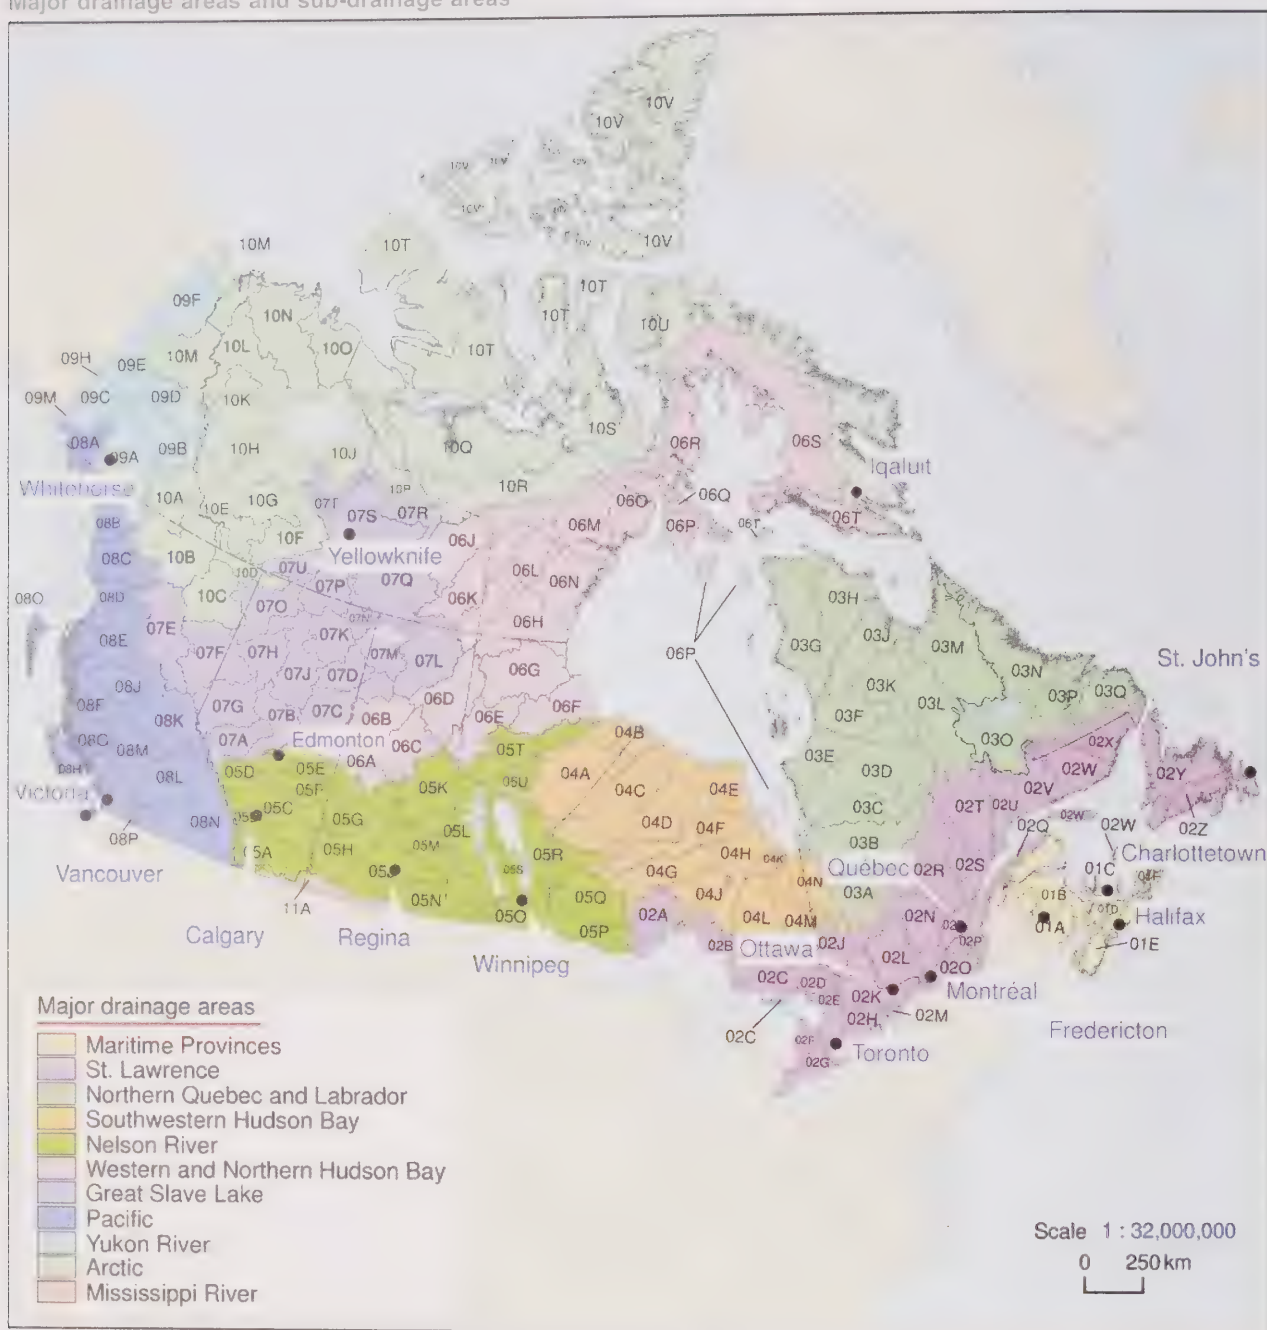 Major drainage areas and sub-drainage areas
10V
10V
10V
10M
10T
10T
10T
09F
10N
10U
10L
10O
10T
09H
09E
10M
09M
09C
09D
10K
10S
08A
09A
09B
10H
10J
10Q
06R
06S
Iqaluit
Whitehorse
10A
10E
10G
10R
06O
06Q
07S
07R
06M
06P
06T
08B
10F
06J
Yellowknife
08C
10B
07U
07P
07Q
06L
06N
08O
08D
10C
07O
06K
03H
08E
07E
07K
06H
03G
03J
03M
07F
07H
07M
07L
06P
St. John's
08J
07J
07D
06G
03K
03N
03P
03Q
08F
07G
07B
07C
06B
06D
06E
06F
03F
03L
08K
08G
08M
07A
Edmonton
06C
05T
04B
03E
03O
02X
06A
05D
05E
04A
04C
04E
03D
02W
02Y
08H
08L
05F
05K
05U
02V
Victoria
05C
03C
02T
02U
02W
08N
05G
05L
04D
04F
02Q
02W
02Z
08P
05A
05H
05M
05R
04H
04K
03B
Québec
02R
02S
01C
Charlottetown
Vancouver
05J
05S
04G
04J
04N
03A
01B
01F
11A
05N
05O
05Q
02A
04L
04M
02N
01A
01D
Halifax
Calgary
Regina
05P
02B
Ottawa
02J
02P
01E
Winnipeg
02L
02O
02C
02D
02E
02K
Montréal
02C
02H
02M
Fredericton
02F
Toronto
02G
Major drainage areas
Maritime Provinces
St. Lawrence
Northern Quebec and Labrador
Southwestern Hudson Bay
Nelson River
Western and Northern Hudson Bay
Great Slave Lake
Pacific
Yukon River
Arctic
Mississippi River
Scale 1 : 32,000,000
0 250 km